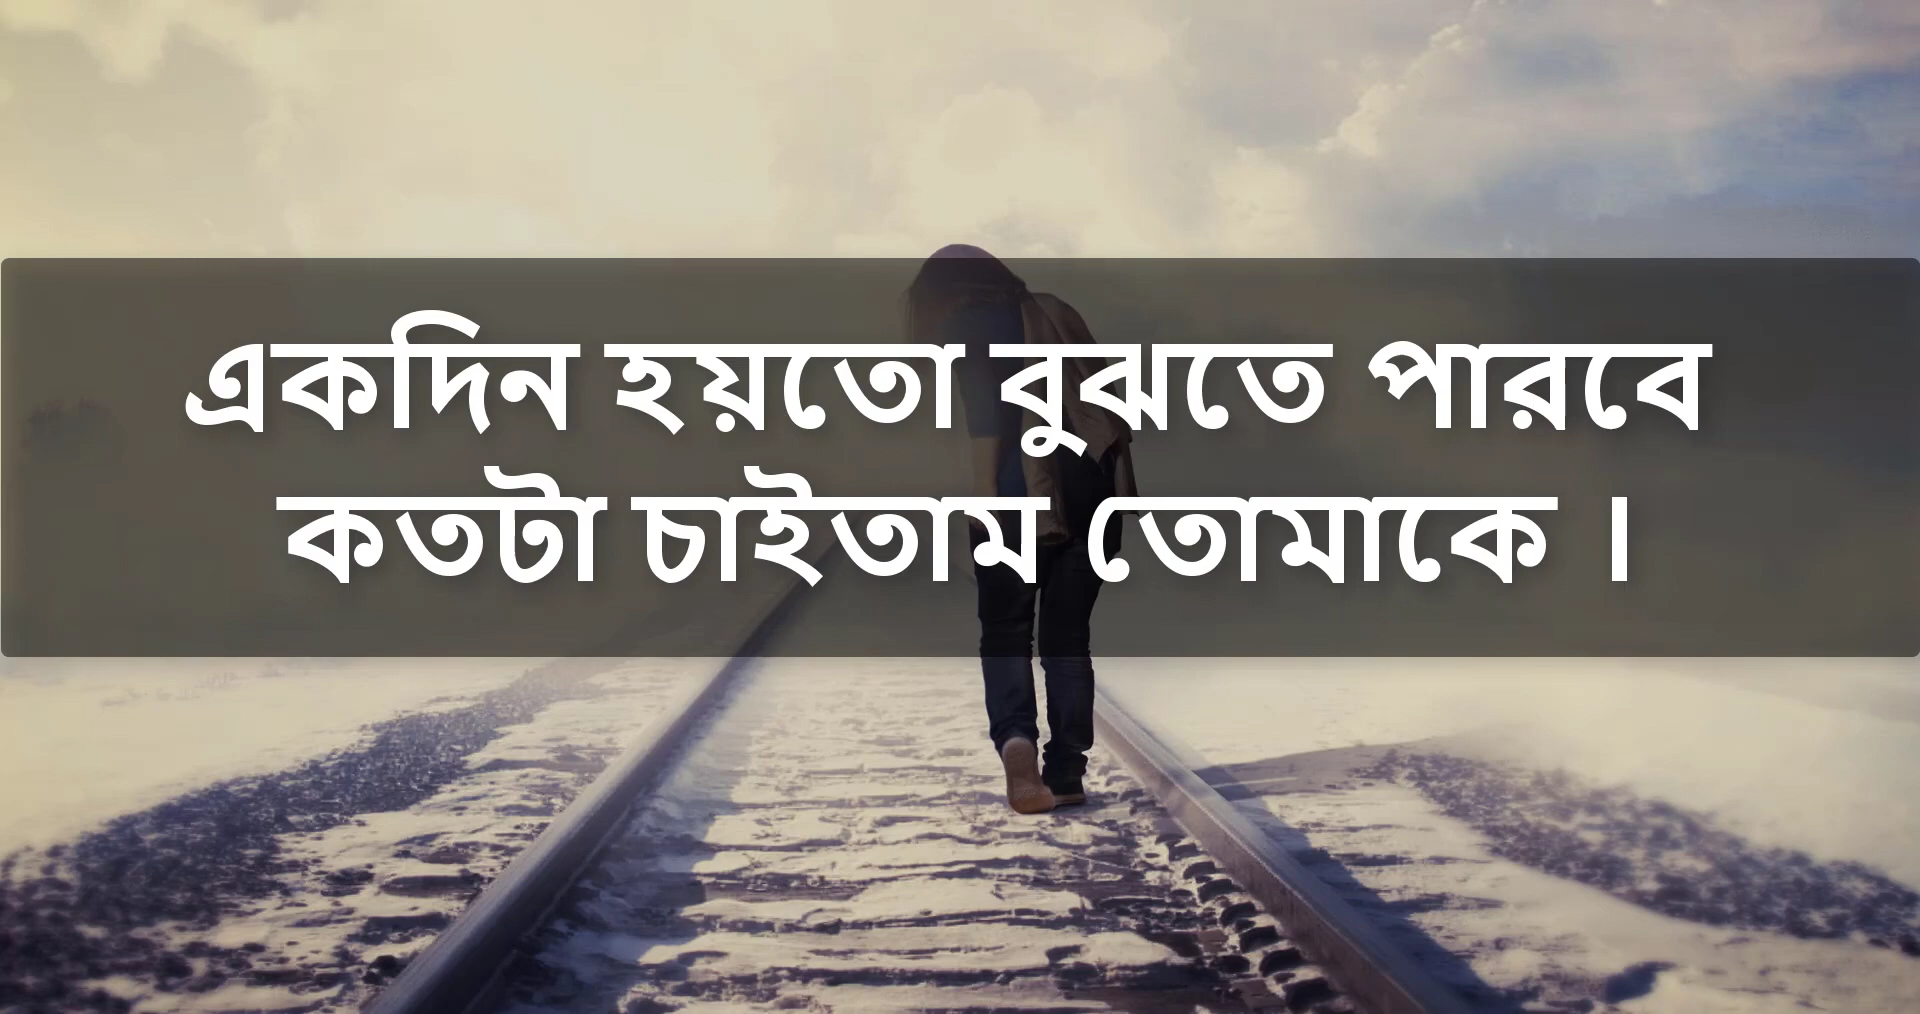 একদিন হয়তো বুঝতে পারবে
কতটা চাইতাম তোমাকে ।